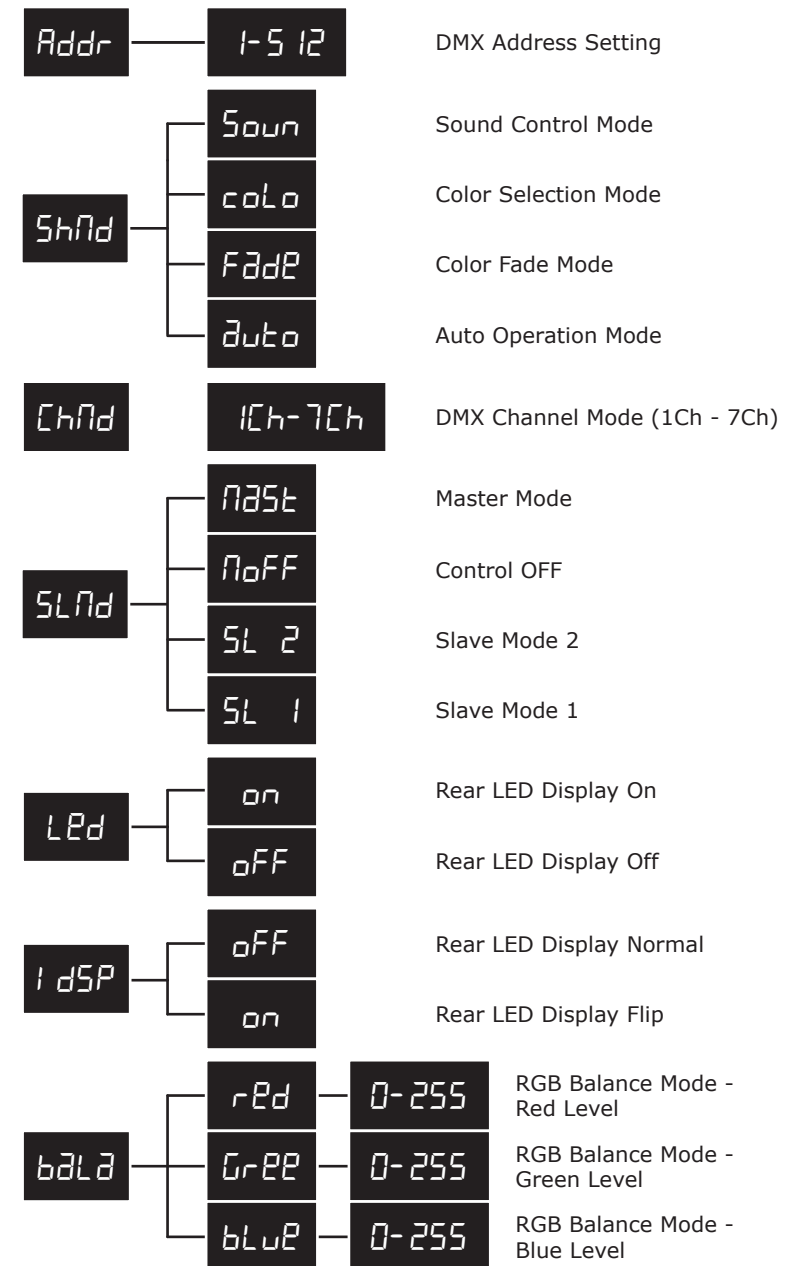 Addr 1-512 DMX Address Setting
Soun Sound Control Mode
coLo Color Selection Mode
ShMd
FadE Color Fade Mode
auto Auto Operation Mode
ChMd 1Ch-7Ch DMX Channel Mode (1Ch - 7Ch)
MaSt Master Mode
MoFF Control OFF
SLMd
SL 2 Slave Mode 2
SL 1 Slave Mode 1
on Rear LED Display On
Led
oFF Rear LED Display Off
oFF Rear LED Display Normal
IdSP
on Rear LED Display Flip
red 0-255 RGB Balance Mode -
Red Level
baLa Gree 0-255 RGB Balance Mode -
Green Level
bLue 0-255 RGB Balance Mode -
Blue Level